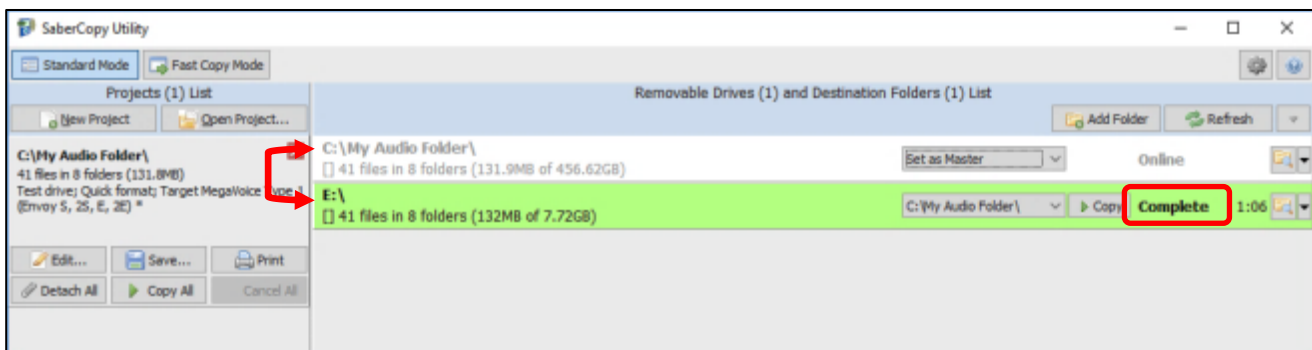 SaberCopy Utility
Standard Mode Fast Copy Mode
Projects (1) List
New Project Open Project...
C:\My Audio Folder\
41 files in 8 folders (131.8MB)
Test drive; Quick format; Target MegaVoice Type 1
(Envoy S, 2S, E, 2E) *
Edit... Save... Print
Detach All Copy All Cancel All
Removable Drives (1) and Destination Folders (1) List
Add Folder Refresh
C:\My Audio Folder\
[] 41 files in 8 folders (131.9MB of 456.62GB)
Set as Master Online
E:\
[] 41 files in 8 folders (132MB of 7.72GB)
C:\My Audio Folder\ Copy Complete 1:06